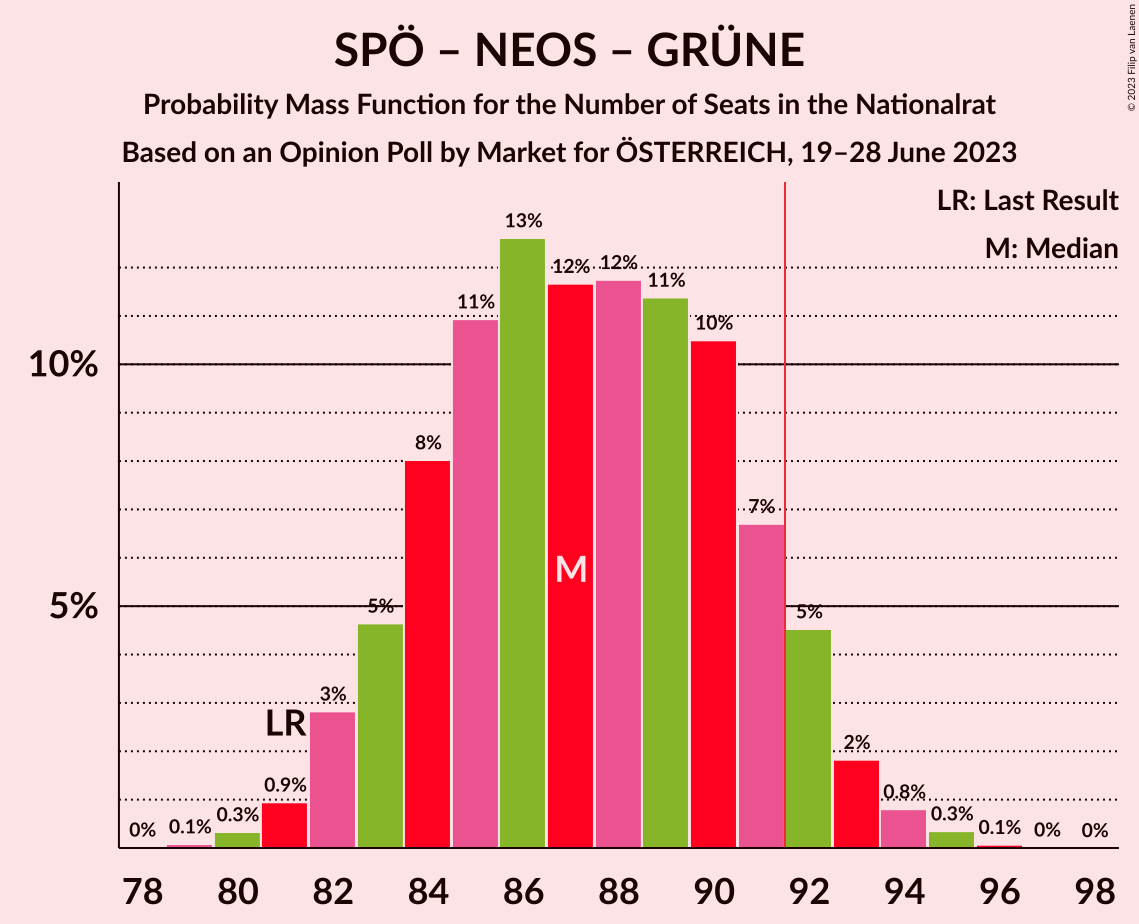 SPÖ – NEOS – GRÜNE
Probability Mass Function for the Number of Seats in the Nationalrat
Based on an Opinion Poll by Market for ÖSTERREICH, 19–28 June 2023
© 2023 Filip van Laenen
LR: Last Result
M: Median
10%
5%
0%
0.1%
0.3%
0.9%
LR
3%
5%
8%
11%
13%
12%
M
12%
11%
10%
7%
5%
2%
0.8%
0.3%
0.1%
0%
0%
78 80 82 84 86 88 90 92 94 96 98